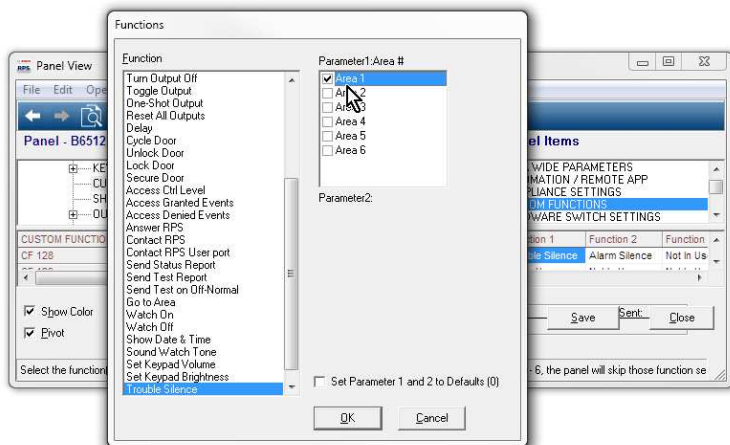 Functions
Function
Turn Output Off
Toggle Output
One-Shot Output
Reset All Outputs
Delay
Cycle Door
Unlock Door
Lock Door
Secure Door
Access Ctrl Level
Access Granted Events
Access Denied Events
Answer RPS
Contact RPS
Contact RPS User port
Send Status Report
Send Test Report
Send Test on Off-Normal
Go to Area
Watch On
Watch Off
Show Date & Time
Sound Watch Tone
Set Keypad Volume
Set Keypad Brightness
Trouble Silence
Parameter1:Area #
Area 1
Area 4
Area 5
Area 6
Parameter2:
Set Parameter 1 and 2 to Defaults (0)
OK
Cancel
RPS
Panel View
File Edit
Panel - B6512
CUSTOM FUNCTIO
CF 128
Show Color
Pivot
Select the function(
el Items
WIDE PARAMETERS
MATION / REMOTE APP
PLIANCE SETTINGS
OM FUNCTIONS
WARE SWITCH SETTINGS
tion 1 Function 2 Function
ble Silence Alarm Silence Not In Us
Save
Sent:
Close
- 6, the panel will skip those function se